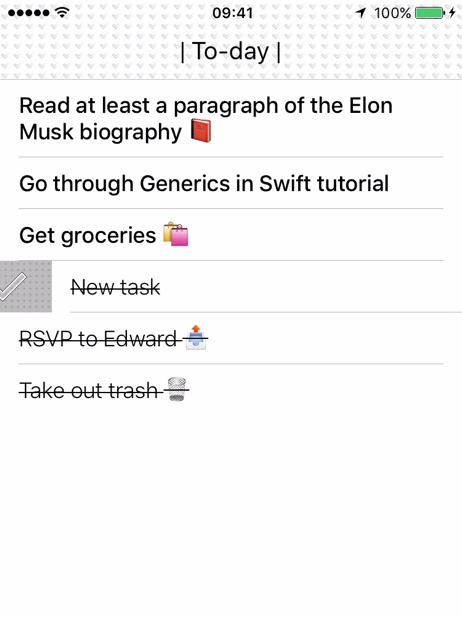 09:41
100%
| To-day |
Read at least a paragraph of the Elon
Musk biography 📕
Go through Generics in Swift tutorial
Get groceries 🛍
New task
RSVP to Edward 📤
Take out trash 🗑